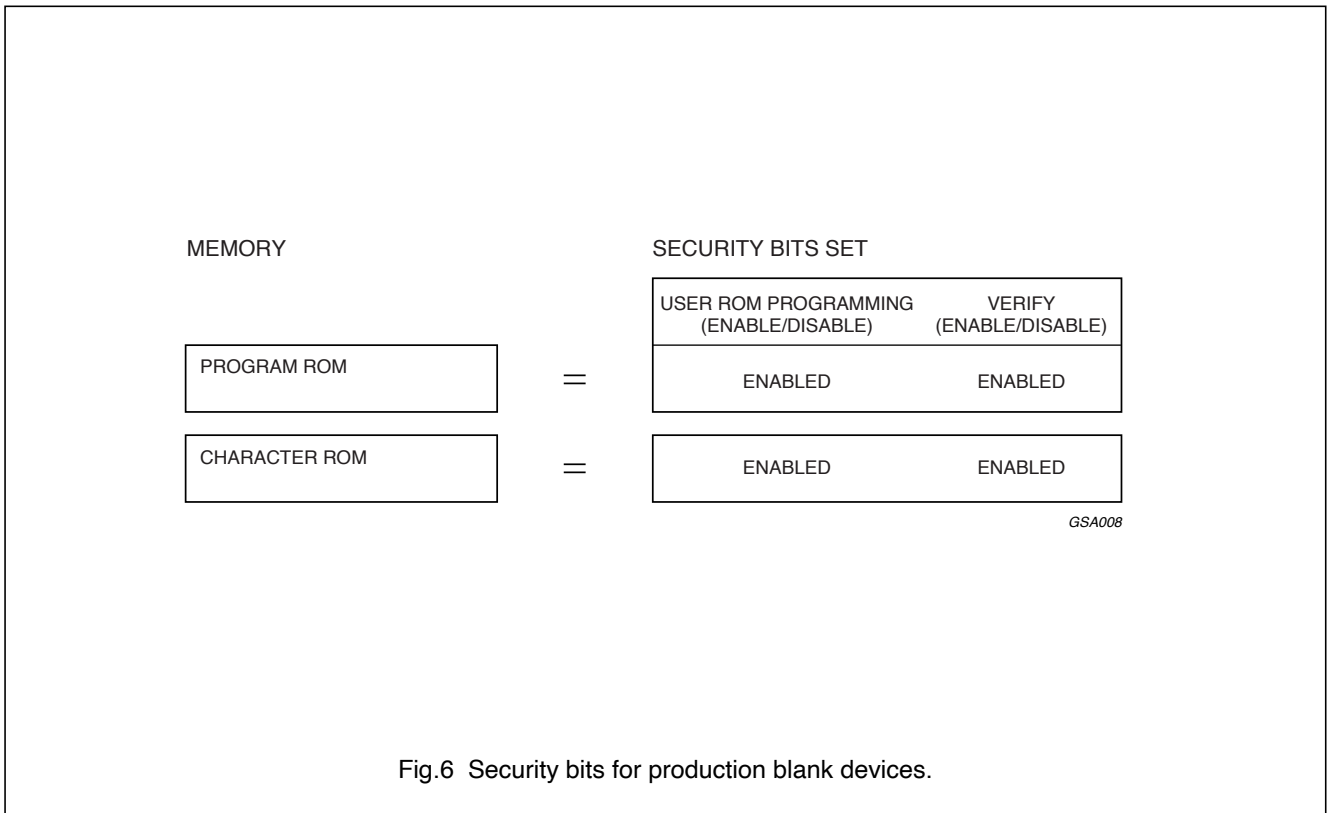 MEMORY SECURITY BITS SET
USER ROM PROGRAMMING VERIFY
(ENABLE/DISABLE) (ENABLE/DISABLE)
PROGRAM ROM = ENABLED ENABLED
CHARACTER ROM = ENABLED ENABLED
GSA008
Fig.6 Security bits for production blank devices.